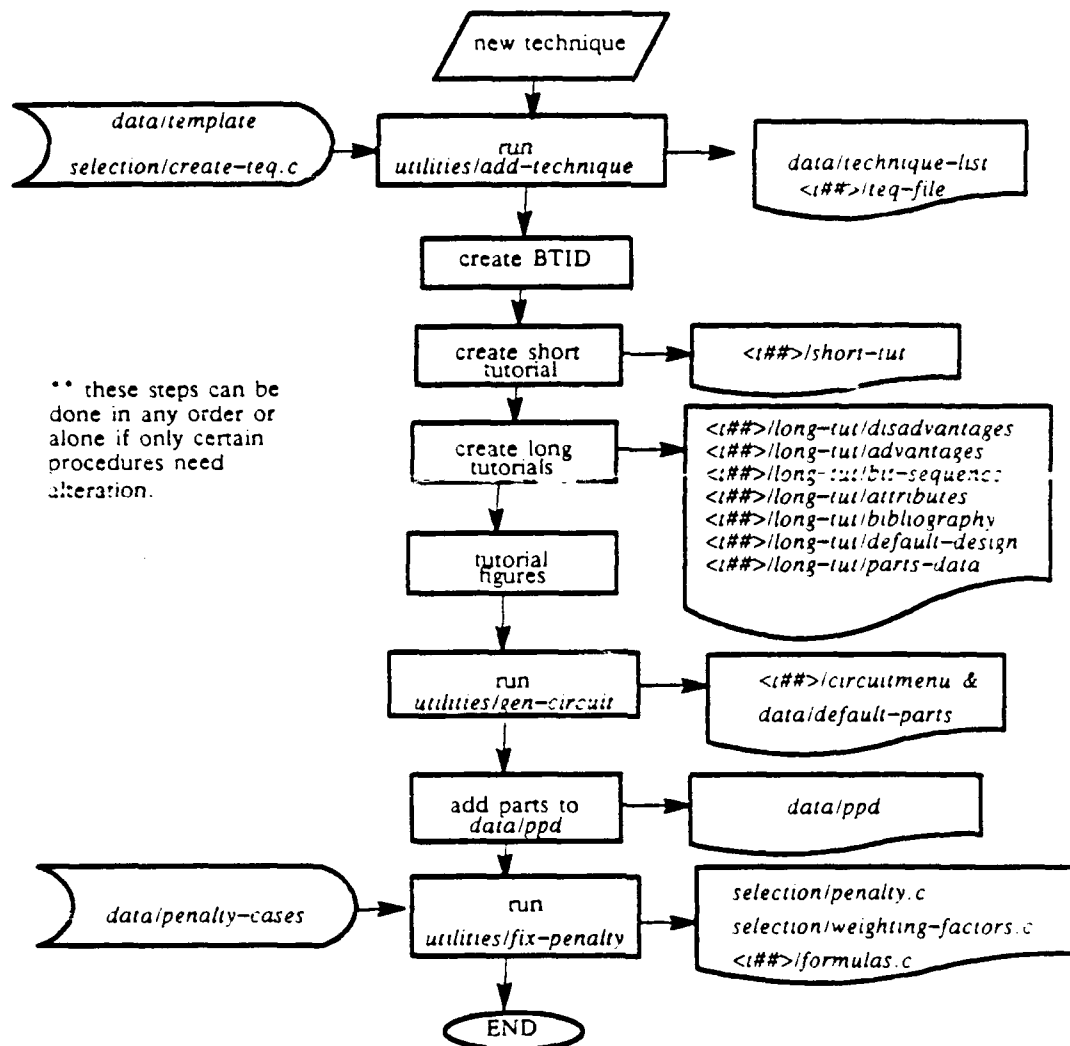 new technique
data/template
selection/create-teq.c
run
utilities/add-technique
data/technique-list
<t##>/teq-file
create BTID
create short
tutorial
<t##>/short-tut
** these steps can be
done in any order or
alone if only certain
procedures need
alteration.
create long
tutorials
<t##>/long-tut/disadvantages
<t##>/long-tut/advantages
<t##>/long-tut/bit-sequence
<t##>/long-tut/attributes
<t##>/long-tut/bibliography
<t##>/long-tut/default-design
<t##>/long-tut/parts-data
tutorial
figures
run
utilities/gen-circuit
<t##>/circuitmenu &
data/default-parts
add parts to
data/ppd
data/ppd
data/penalty-cases
run
utilities/fix-penalty
selection/penalty.c
selection/weighting-factors.c
<t##>/formulas.c
END